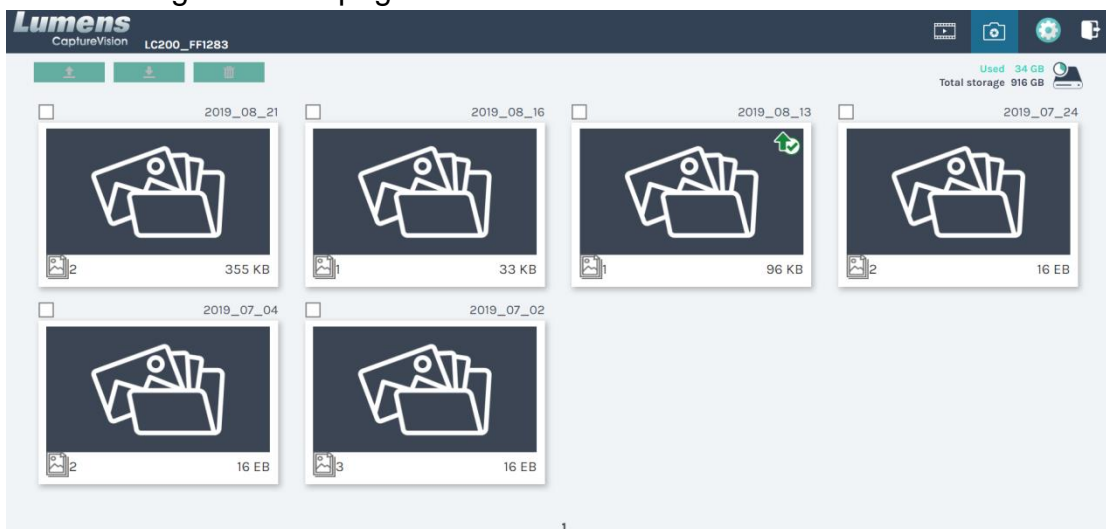 Lumens
CaptureVision LC200_FF1283
Used 34 GB
Total storage 916 GB
2019_08_21
2019_08_16
2019_08_13
2019_07_24
2 355 KB
1 33 KB
1 96 KB
2 16 EB
2019_07_04
2019_07_02
2 16 EB
3 16 EB
1